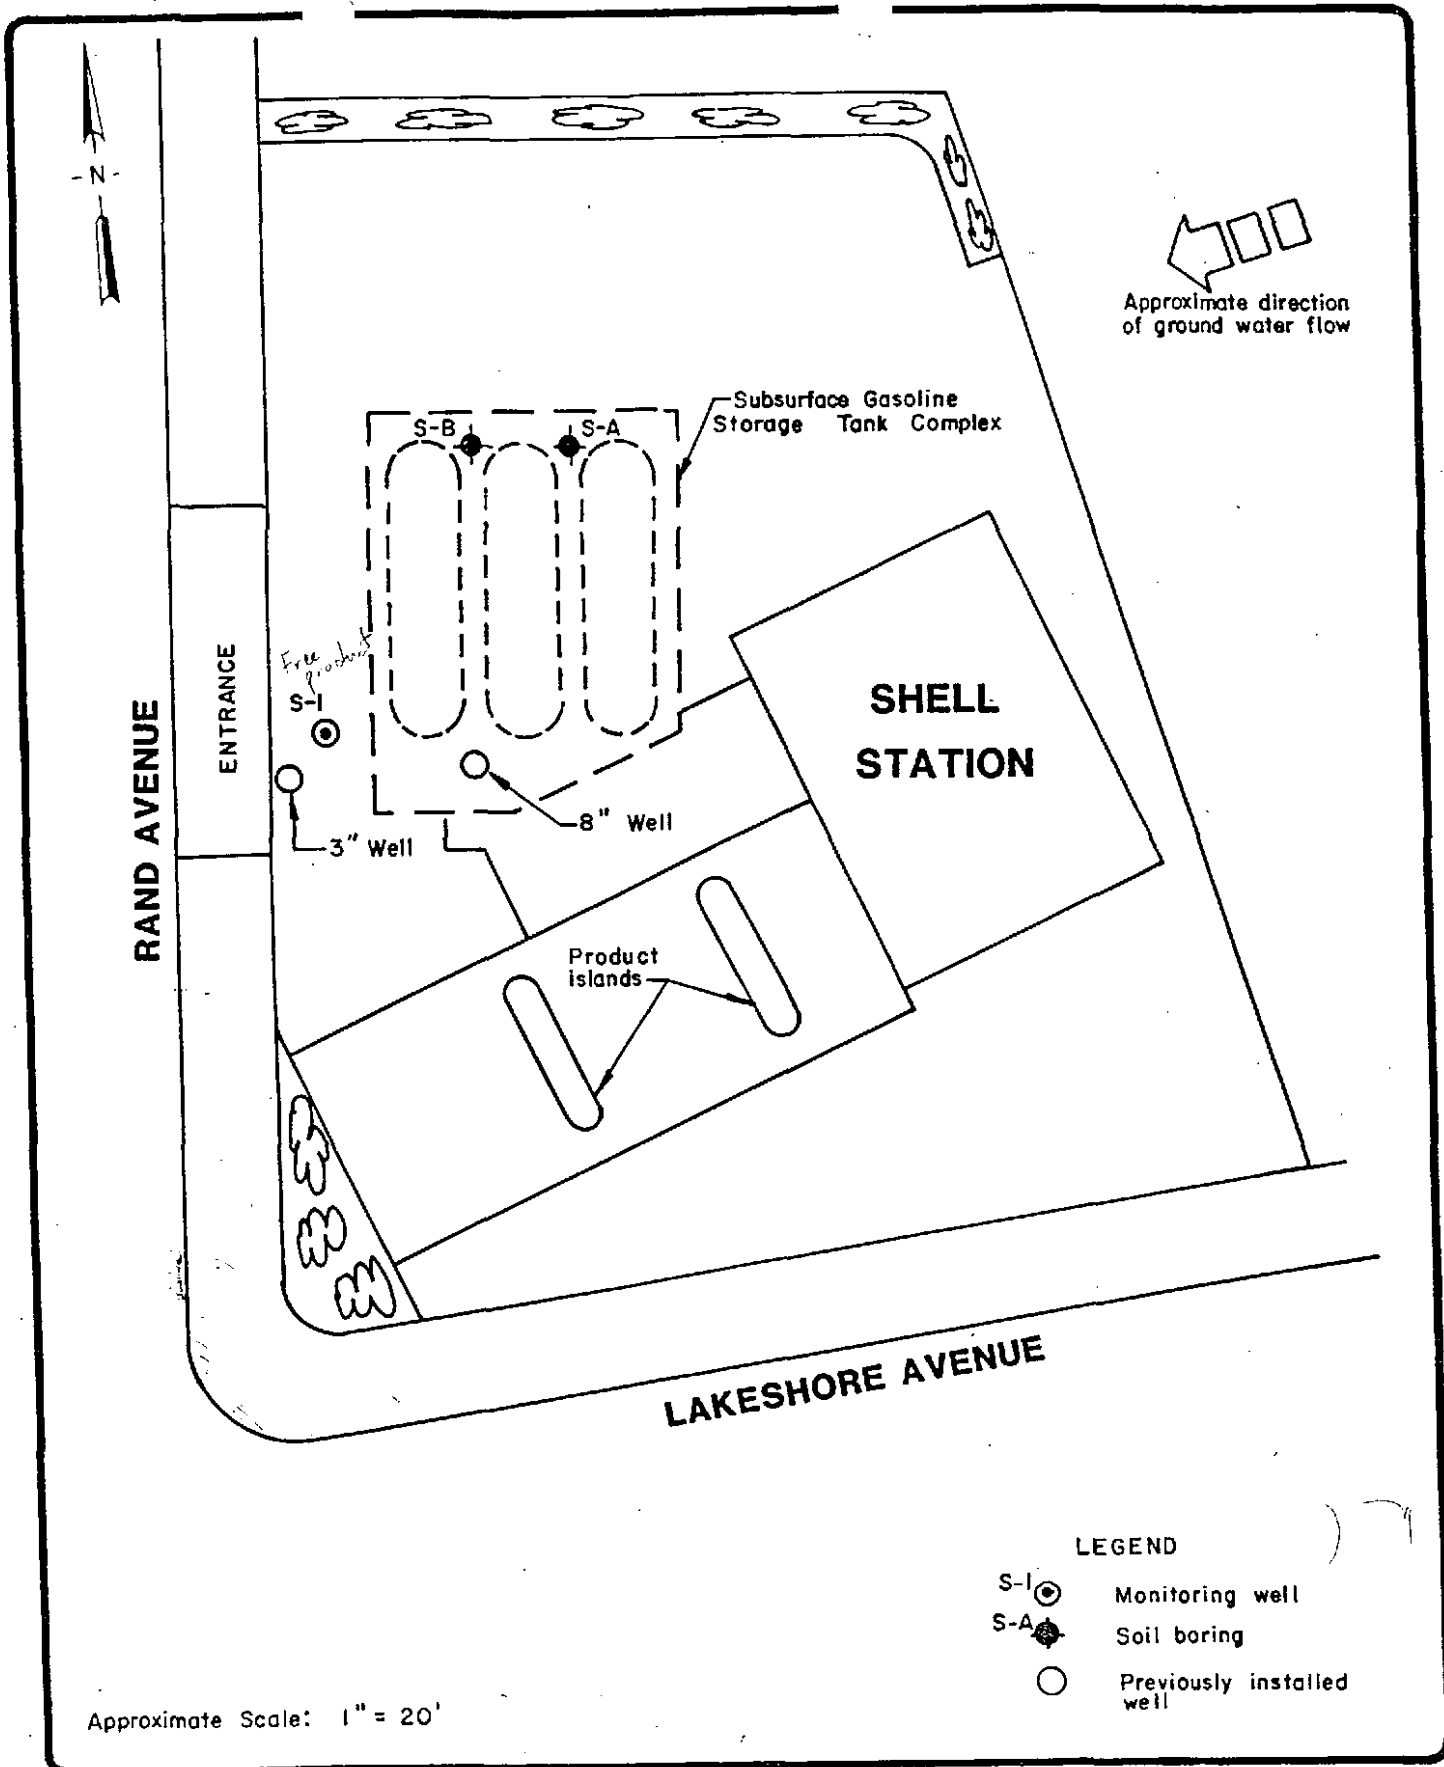 - N -
Approximate direction
of ground water flow
Subsurface Gasoline
Storage Tank Complex
S-B
S-A
ENTRANCE
Free
product
S-1
RAND AVENUE
SHELL
STATION
8" Well
3" Well
Product
islands
LAKESHORE AVENUE
LEGEND
S-1 Monitoring well
S-A Soil boring
Previously installed
well
Approximate Scale: 1" = 20'